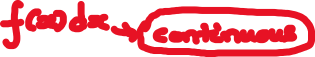 f(x) dx → continuous